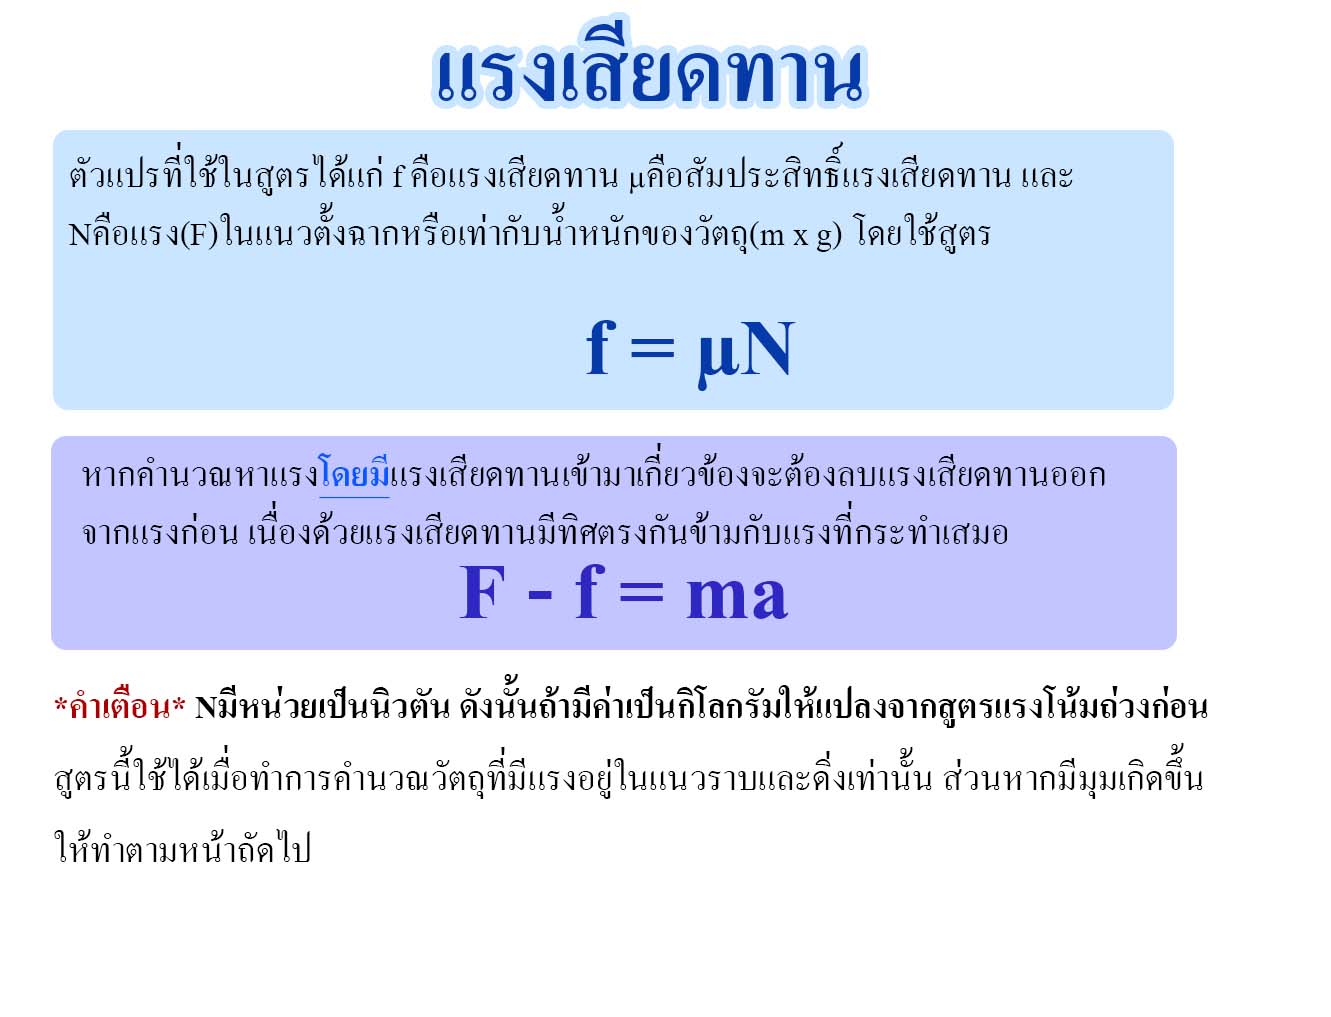 แรงเสียดทาน
ตัวแปรที่ใช้ในสูตรได้แก่ f คือแรงเสียดทาน μคือสัมประสิทธิ์แรงเสียดทาน และ
Nคือแรง(F)ในแนวตั้งฉากหรือเท่ากับน้ำหนักของวัตถุ(m x g) โดยใช้สูตร
f = μN
หากคำนวณหาแรงโดยมีแรงเสียดทานเข้ามาเกี่ยวข้องจะต้องลบแรงเสียดทานออก
จากแรงก่อน เนื่องด้วยแรงเสียดทานมีทิศตรงกันข้ามกับแรงที่กระทำเสมอ
F - f = ma
*คำเตือน* Nมีหน่วยเป็นนิวตัน ดังนั้นถ้ามีค่าเป็นกิโลกรัมให้แปลงจากสูตรแรงโน้มถ่วงก่อน
สูตรนี้ใช้ได้เมื่อทำการคำนวณวัตถุที่มีแรงอยู่ในแนวราบและดิ่งเท่านั้น ส่วนหากมีมุมเกิดขึ้น
ให้ทำตามหน้าถัดไป